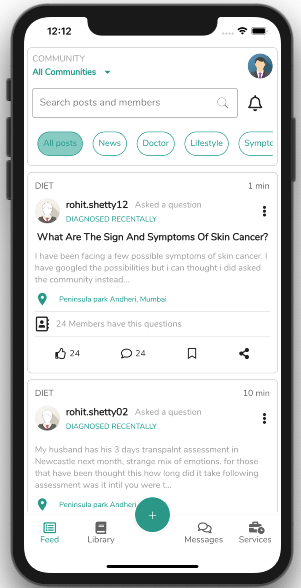 12:12
COMMUNITY
All Communities
Search posts and members
All posts News Doctor Lifestyle Sympto
DIET 1 min
rohit.shetty12 Asked a question
DIAGNOSED RECENTALLY
What Are The Sign And Symptoms Of Skin Cancer?
I have been facing a few possible symptoms of skin cancer. I
have googled the possibilities but i can thought i did asked
the community instead...
Peninsula park Andheri, Mumbai
24 Members have this questions
24 24
DIET 10 min
rohit.shetty02 Asked a question
DIAGNOSED RECENTALLY
My husband has his 3 days transpalnt assessment in
Newcastle next month, strange mix of emotions. for those
that have been thought this how long did it take following
assessment was it intil you were t...
Peninsula park Andheri,
+
Feed Library Messages Services